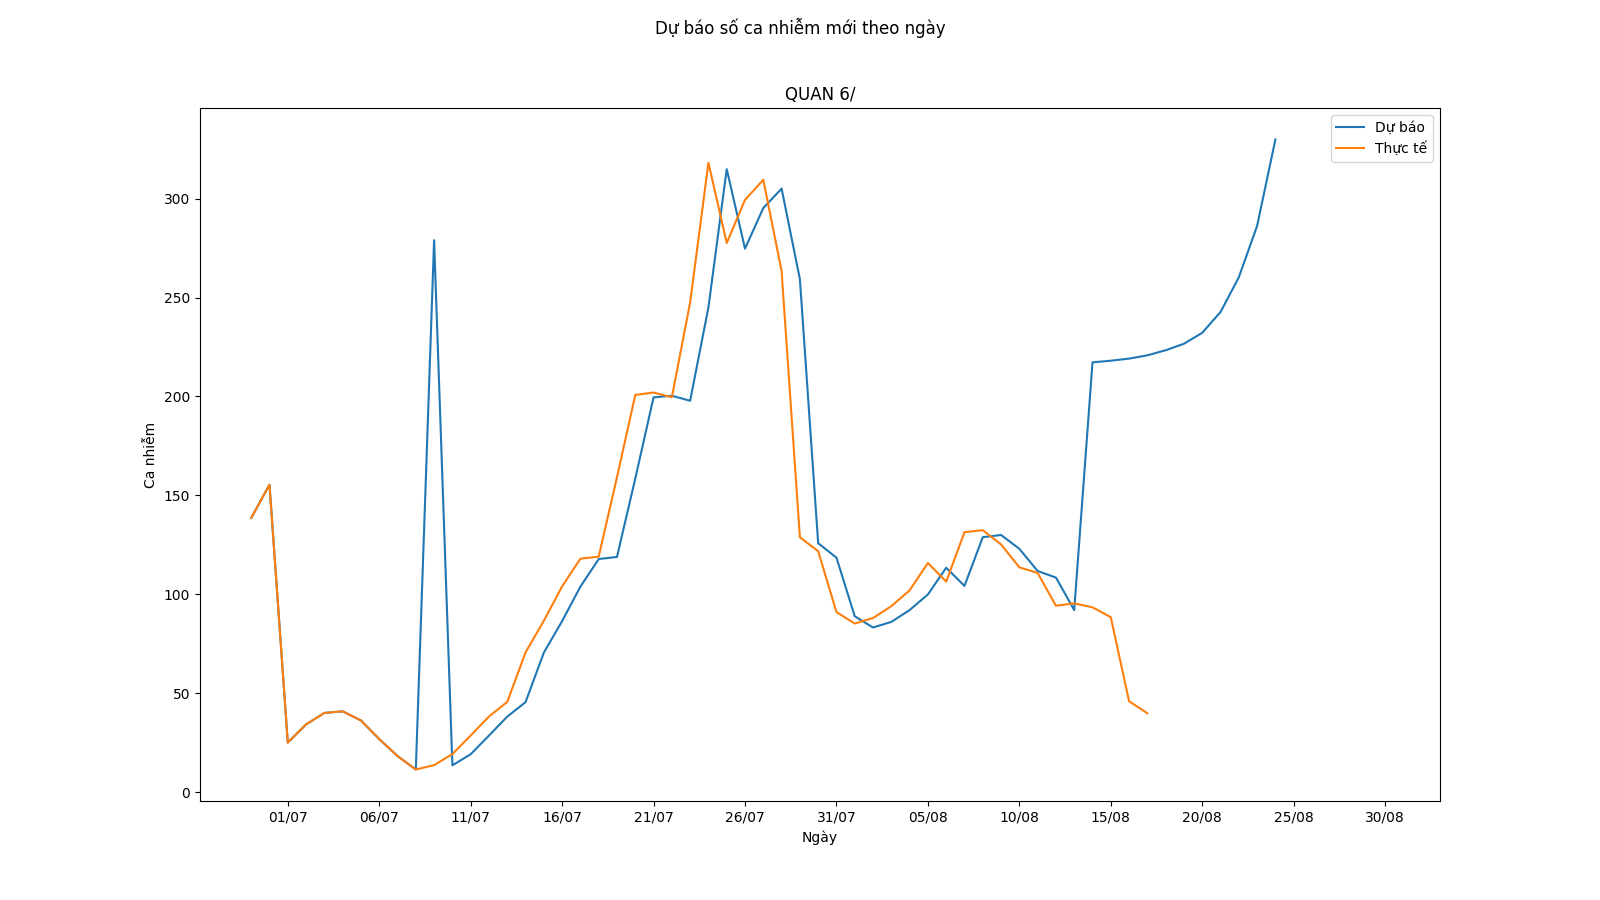 Dự báo số ca nhiễm mới theo ngày
QUAN 6/
Dự báo
Thực tế
Ca nhiễm
300
250
200
150
100
50
0
01/07 06/07 11/07 16/07 21/07 26/07 31/07 05/08 10/08 15/08 20/08 25/08 30/08
Ngày